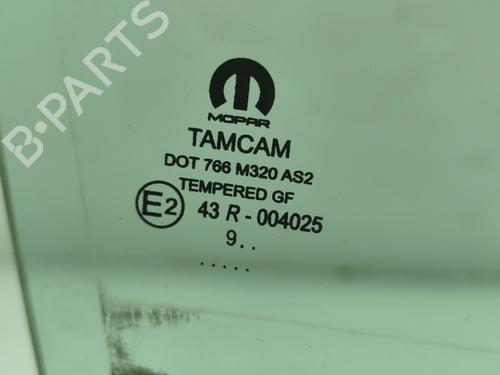 B-PARTS
MOPAR
TAMCAM
DOT 766 M320 AS2
TEMPERED GF
E2 43 R - 004025
9..
.....